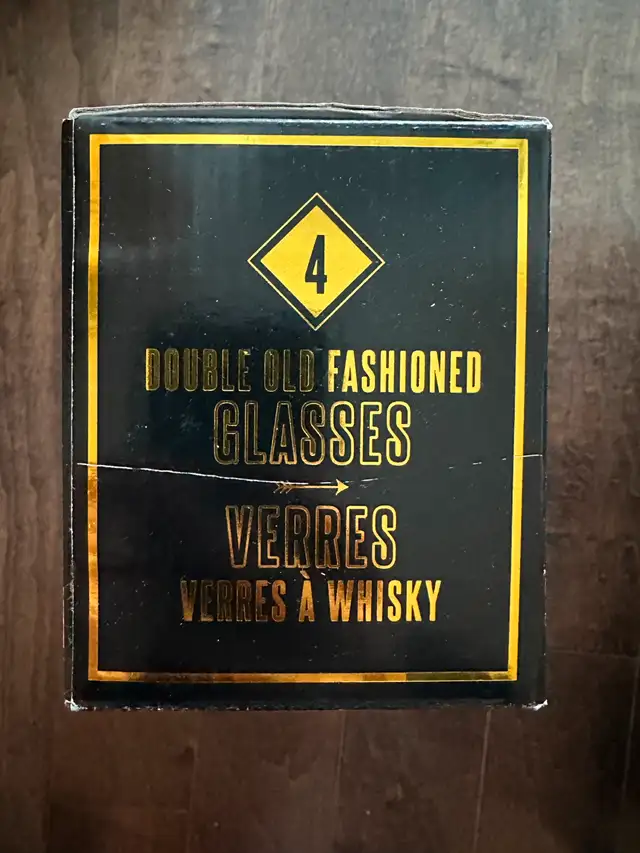 4
DOUBLE OLD FASHIONED
GLASSES
VERRES
VERRES À WHISKY